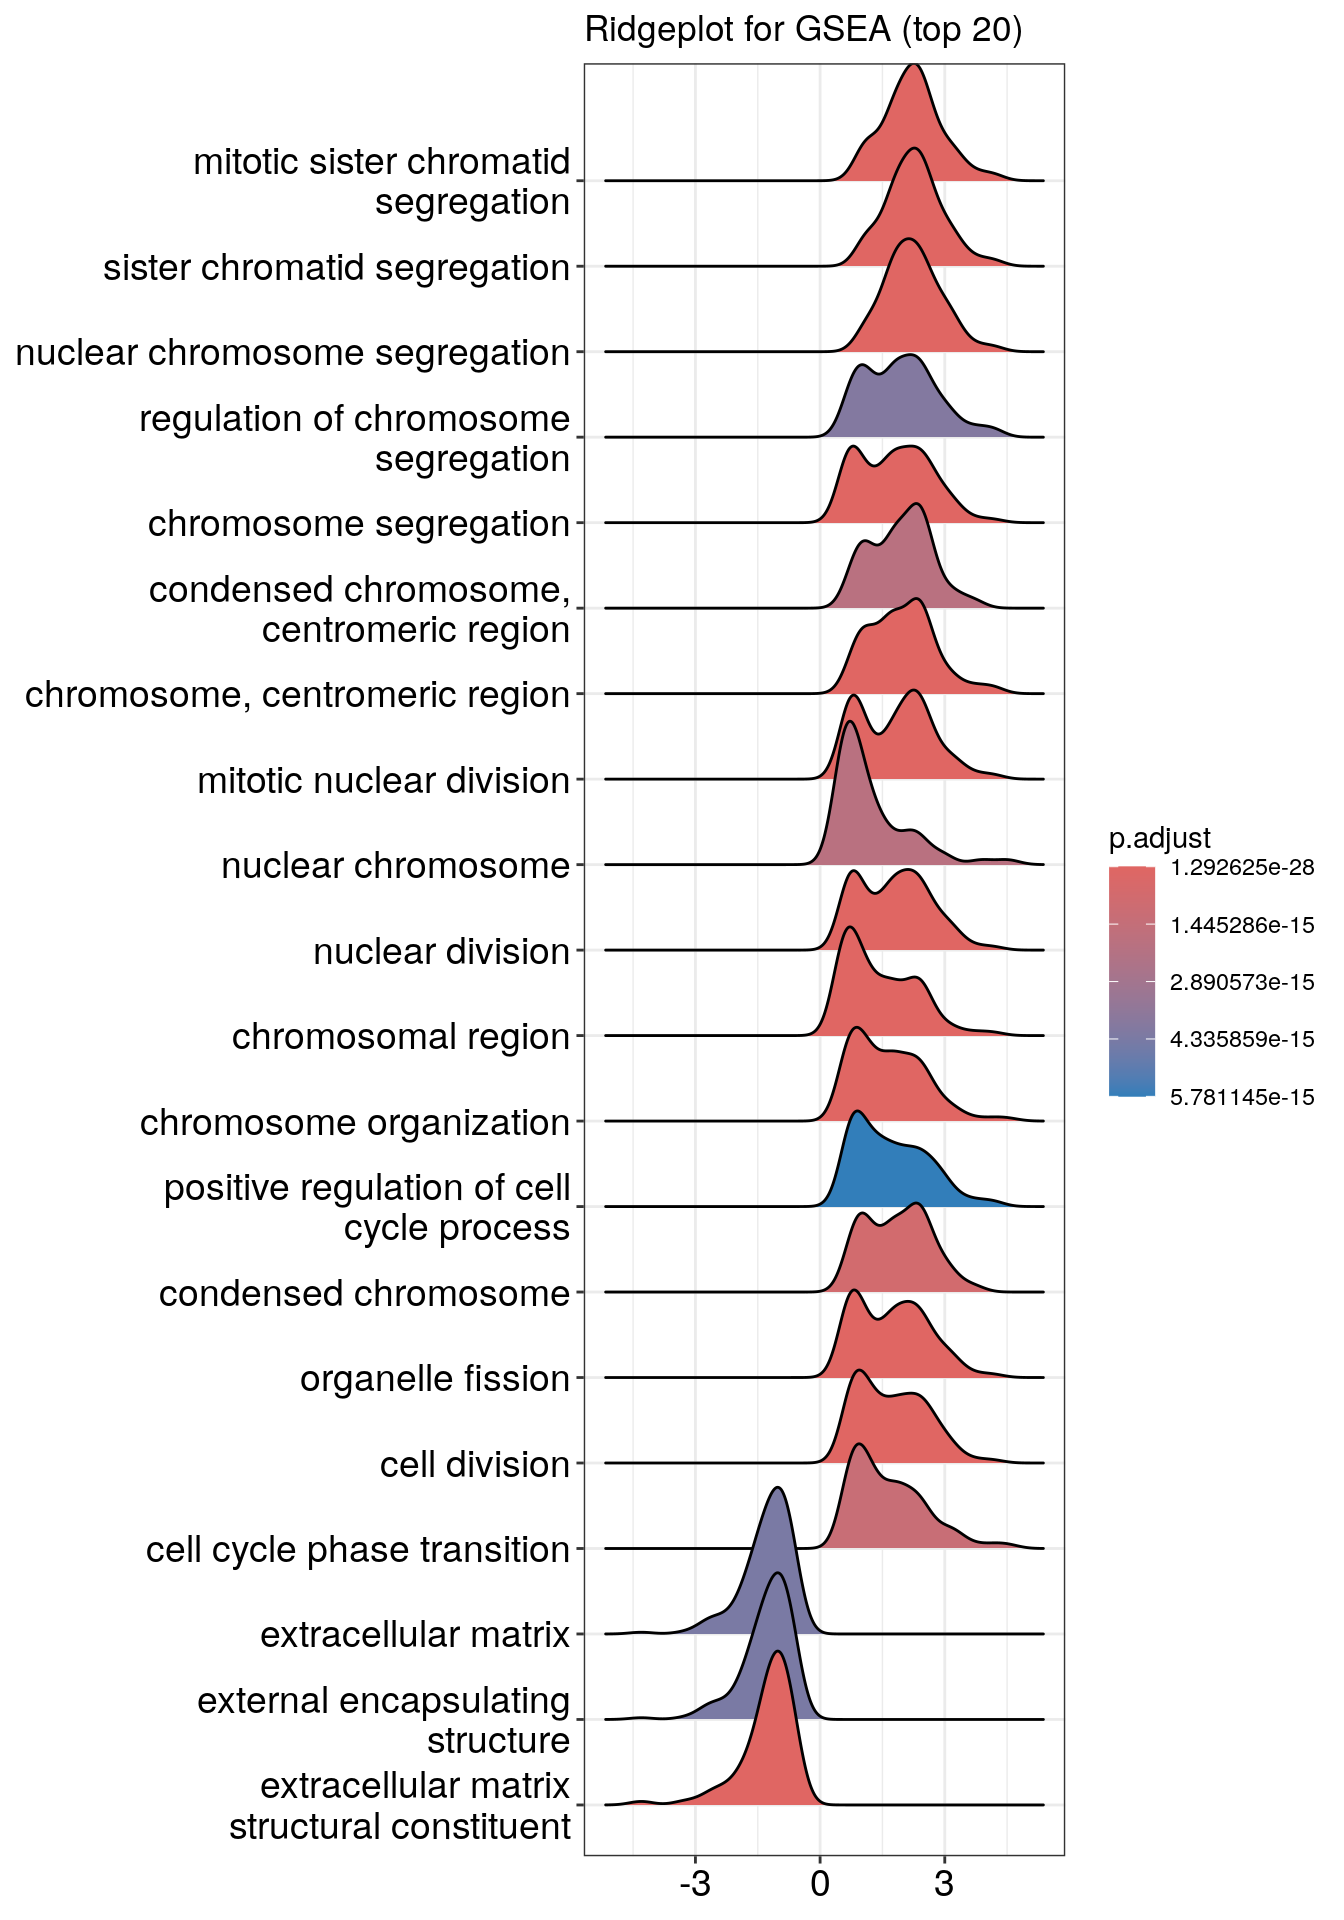 Ridgeplot for GSEA (top 20)
mitotic sister chromatid
segregation
sister chromatid segregation
nuclear chromosome segregation
regulation of chromosome
segregation
chromosome segregation
condensed chromosome,
centromeric region
chromosome, centromeric region
mitotic nuclear division
nuclear chromosome
nuclear division
chromosomal region
chromosome organization
positive regulation of cell
cycle process
condensed chromosome
organelle fission
cell division
cell cycle phase transition
extracellular matrix
external encapsulating
structure
extracellular matrix
structural constituent
-3
0
3
p.adjust
1.292625e-28
1.445286e-15
2.890573e-15
4.335859e-15
5.781145e-15